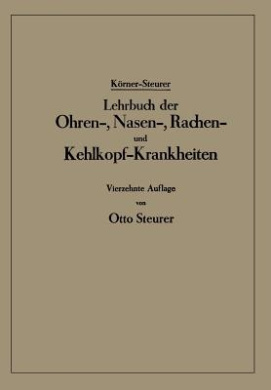 Körner-Steurer
Lehrbuch der
Ohren-, Nasen-, Rachen-
und
Kehlkopf-Krankheiten
Vierzehnte Auflage
von
Otto Steurer